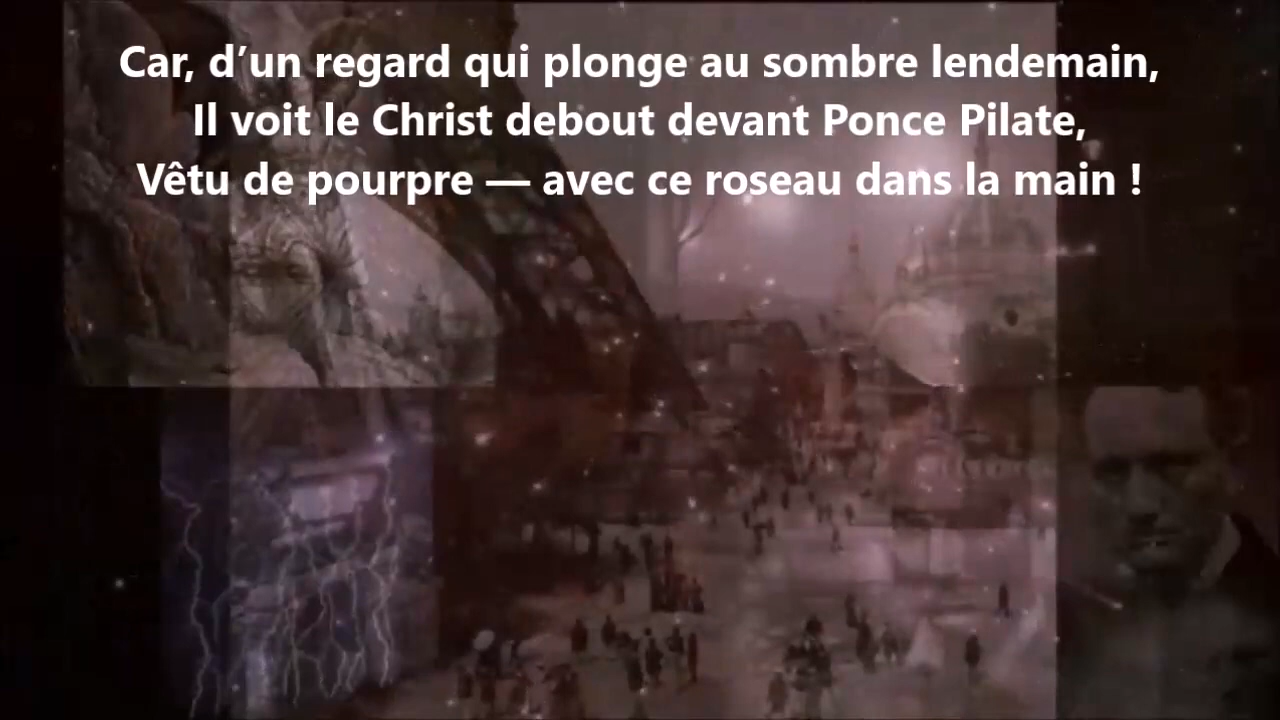 Car, d’un regard qui plonge au sombre lendemain,
Il voit le Christ debout devant Ponce Pilate,
Vêtu de pourpre — avec ce roseau dans la main !